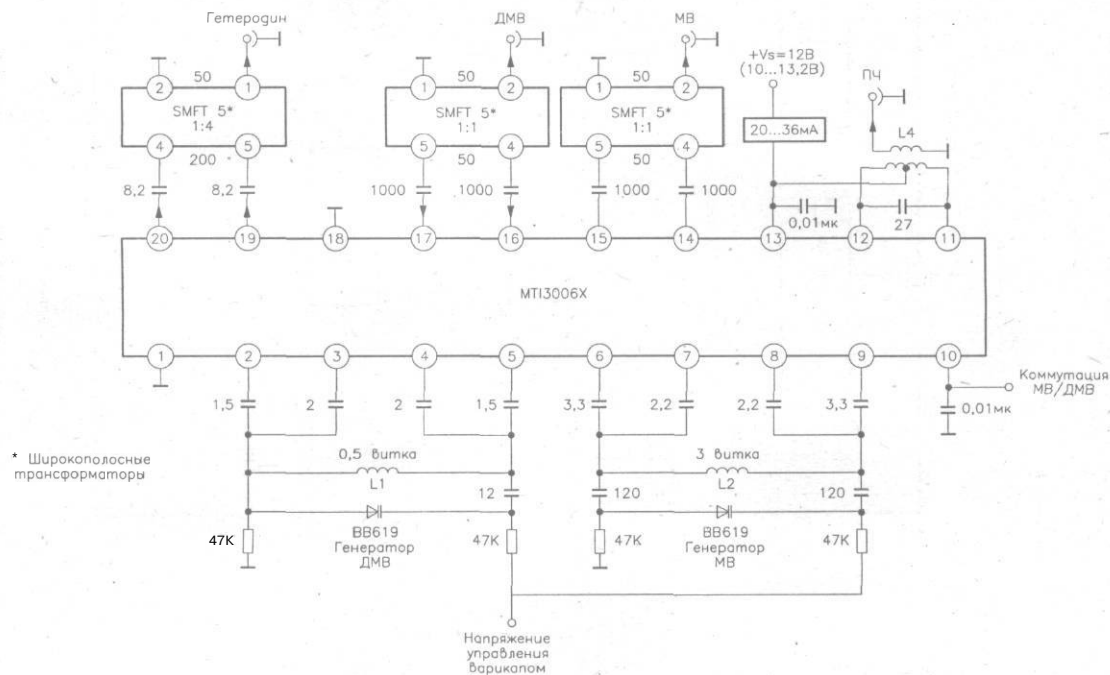 Гетеродин
ДМВ
МВ
+Vs=12В
(10...13,2В)
ПЧ
2
50
1
1
50
2
1
50
2
SMFT 5*
1:4
SMFT 5*
1:1
SMFT 5*
1:1
20...36мА
L4
4
200
5
5
50
4
5
50
4
8,2
8,2
1000
1000
1000
1000
0,01мк
27
20
19
18
17
16
15
14
13
12
11
MTI3006X
1
2
3
4
5
6
7
8
9
10
Коммутация
МВ/ДМВ
1,5
2
2
1,5
3,3
2,2
2,2
3,3
0,01мк
* Широкополосные
трансформаторы
0,5 витка
L1
12
3 витка
L2
120
120
47К
BB619
Генератор
ДМВ
47К
47К
BB619
Генератор
МВ
47К
Напряжение
управления
варикапом